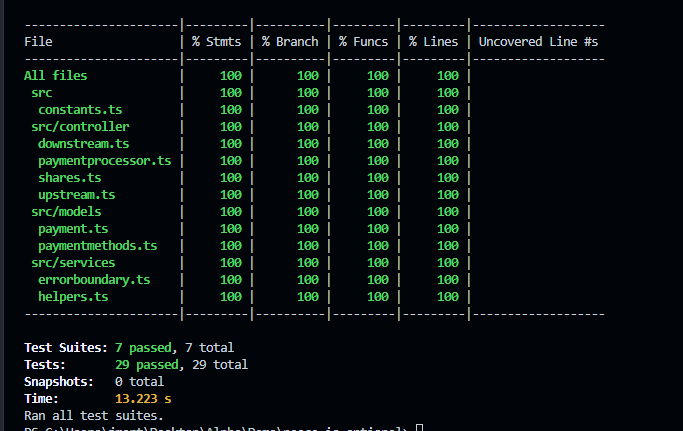 ---------------------|---------|----------|---------|---------|-------------------
File                 | % Stmts | % Branch | % Funcs | % Lines | Uncovered Line #s
---------------------|---------|----------|---------|---------|-------------------
All files            |     100 |      100 |     100 |     100 |
 src                 |     100 |      100 |     100 |     100 |
  constants.ts       |     100 |      100 |     100 |     100 |
 src/controller      |     100 |      100 |     100 |     100 |
  downstream.ts      |     100 |      100 |     100 |     100 |
  paymentprocessor.ts |     100 |      100 |     100 |     100 |
  shares.ts          |     100 |      100 |     100 |     100 |
  upstream.ts        |     100 |      100 |     100 |     100 |
 src/models          |     100 |      100 |     100 |     100 |
  payment.ts         |     100 |      100 |     100 |     100 |
  paymentmethods.ts  |     100 |      100 |     100 |     100 |
 src/services        |     100 |      100 |     100 |     100 |
  errorboundary.ts   |     100 |      100 |     100 |     100 |
  helpers.ts         |     100 |      100 |     100 |     100 |
---------------------|---------|----------|---------|---------|-------------------
Test Suites: 7 passed, 7 total
Tests:       29 passed, 29 total
Snapshots:   0 total
Time:        13.223 s
Ran all test suites.